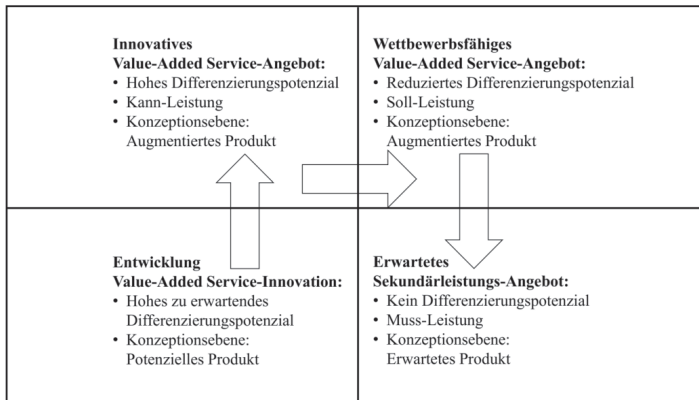 Innovatives
Value-Added Service-Angebot:
• Hohes Differenzierungspotenzial
• Kann-Leistung
• Konzeptionsebene:
Augmentiertes Produkt
Wettbewerbsfähiges
Value-Added Service-Angebot:
• Reduziertes Differenzierungspotenzial
• Soll-Leistung
• Konzeptionsebene:
Augmentiertes Produkt
Entwicklung
Value-Added Service-Innovation:
• Hohes zu erwartendes
Differenzierungspotenzial
• Konzeptionsebene:
Potenzielles Produkt
Erwartetes
Sekundärleistungs-Angebot:
• Kein Differenzierungspotenzial
• Muss-Leistung
• Konzeptionsebene:
Erwartetes Produkt